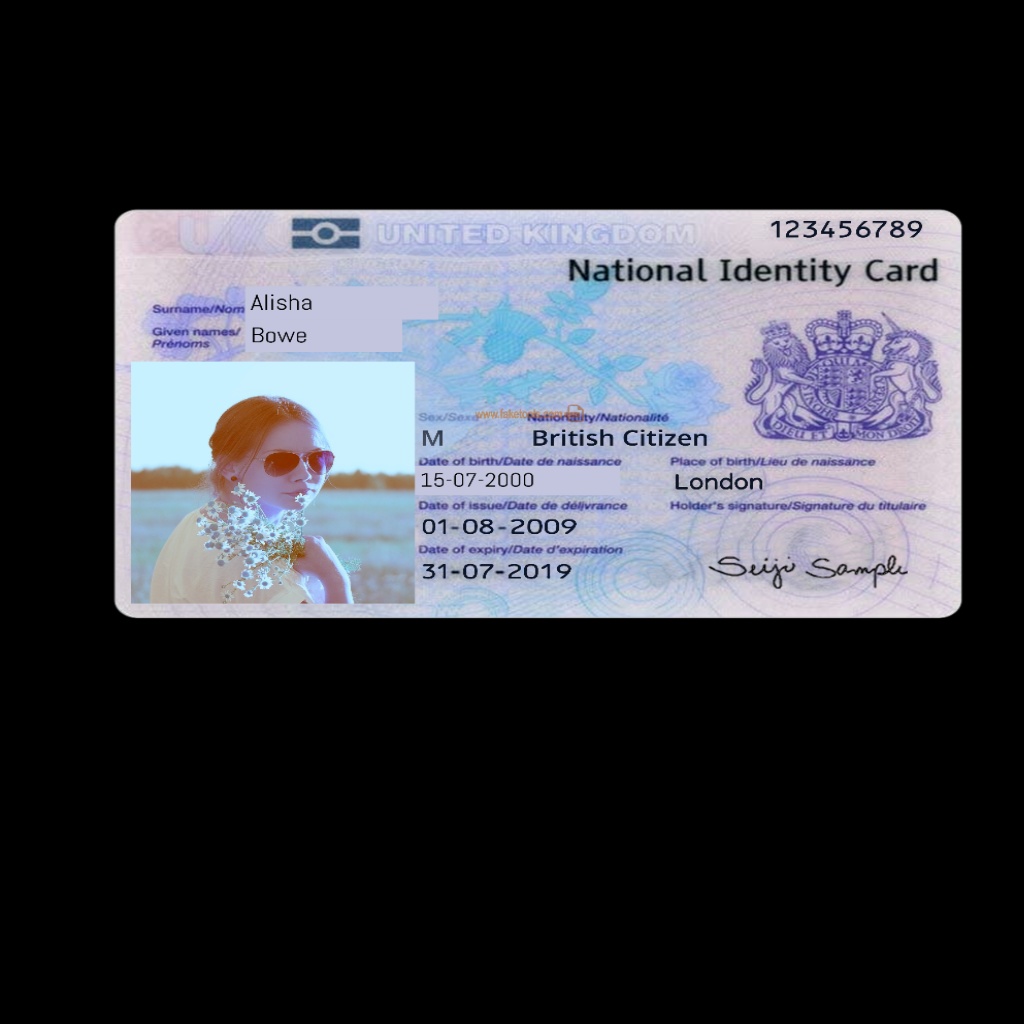 UNITED KINGDOM
123456789
National Identity Card
Surname/Nom Alisha
Given names/ Bowe
Prénoms
Sex/Sexe Nationality/Nationalité
M British Citizen
Date of birth/Date de naissance Place of birth/Lieu de naissance
15-07-2000 London
Date of issue/Date de délivrance Holder's signature/Signature du titulaire
01-08-2009
Date of expiry/Date d'expiration
31-07-2019 Seiji Sample
DIEU ET MON DROIT